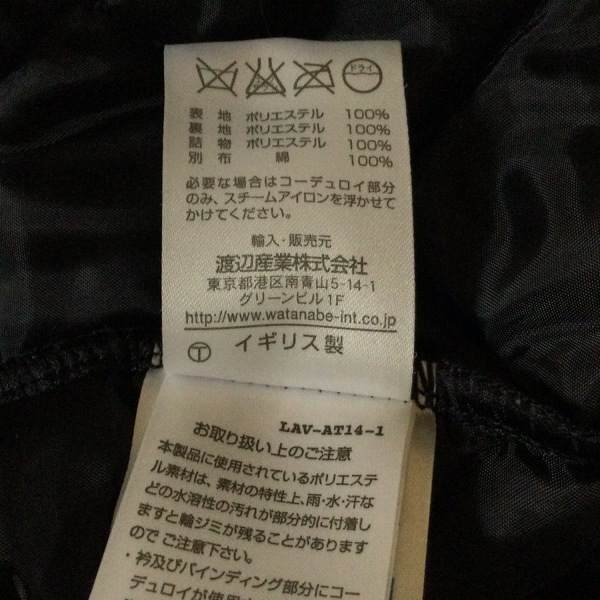 ドライ
表 地 ポリエステル 100%
裏 地 ポリエステル 100%
詰 物 ポリエステル 100%
別 布 綿 100%
必要な場合はコーデュロイ部分
のみ、スチームアイロンを浮かせて
かけてください。
輸入・販売元
渡辺産業株式会社
東京都港区南青山5-14-1
グリーンビル1F
http://www.watanabe-int.co.jp
Ⓣ イギリス製
LAV-AT14-1
お取り扱い上のご注意
本製品に使用されているポリエステ
ル素材は、素材の特性上、雨・水・汗な
どの水溶性の汚れが部分的に付着し
ますと輪ジミが残ることがあります
ので ご注意下さい。
・衿及びバインディング部分にコー
デュロイが使用